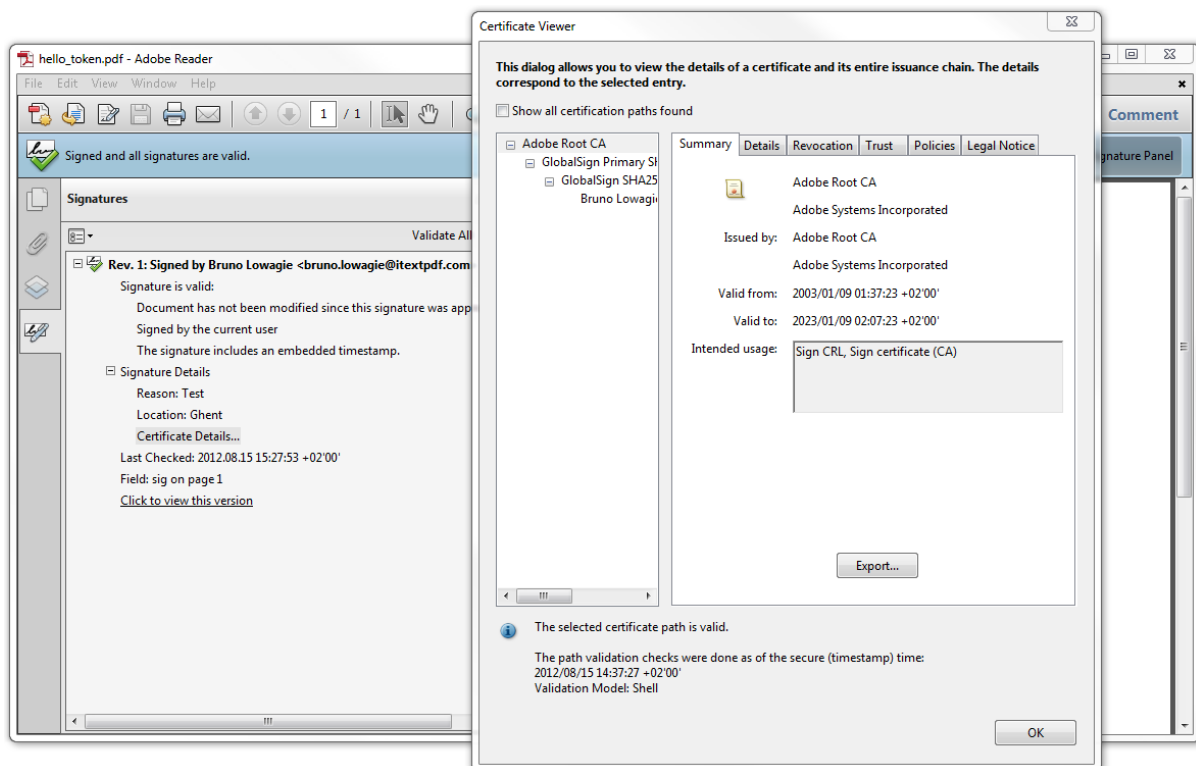 Certificate Viewer
hello_token.pdf - Adobe Reader
File Edit View Window Help
1 / 1
Comment
Signed and all signatures are valid.
gnature Panel
Signatures
Validate All
Rev. 1: Signed by Bruno Lowagie <bruno.lowagie@itextpdf.com
Signature is valid:
Document has not been modified since this signature was app
Signed by the current user
The signature includes an embedded timestamp.
Signature Details
Reason: Test
Location: Ghent
Certificate Details...
Last Checked: 2012.08.15 15:27:53 +02'00'
Field: sig on page 1
Click to view this version
This dialog allows you to view the details of a certificate and its entire issuance chain. The details
correspond to the selected entry.
Show all certification paths found
Adobe Root CA
GlobalSign Primary SH
GlobalSign SHA25
Bruno Lowagie
Summary Details Revocation Trust Policies Legal Notice
Adobe Root CA
Adobe Systems Incorporated
Issued by: Adobe Root CA
Adobe Systems Incorporated
Valid from: 2003/01/09 01:37:23 +02'00'
Valid to: 2023/01/09 02:07:23 +02'00'
Intended usage: Sign CRL, Sign certificate (CA)
Export...
The selected certificate path is valid.
The path validation checks were done as of the secure (timestamp) time:
2012/08/15 14:37:27 +02'00'
Validation Model: Shell
OK